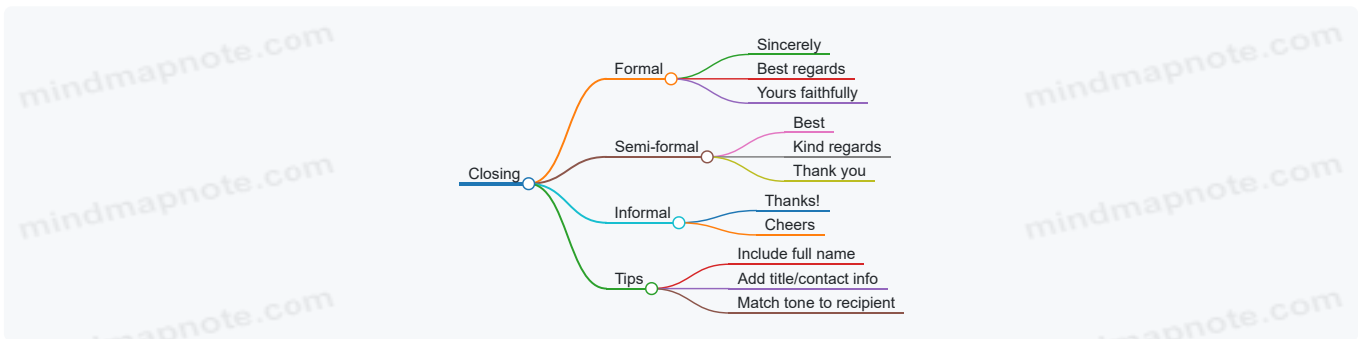 mindmapnote.com
mindmapnote.com
Sincerely
Formal
Best regards
Yours faithfully
Best
Semi-formal
Kind regards
Thank you
mindmapnote.com
mindmapnote.com
Closing
Thanks!
Informal
Cheers
Include full name
Tips
Add title/contact info
Match tone to recipient
mindmapnote.com
mindmapnote.com